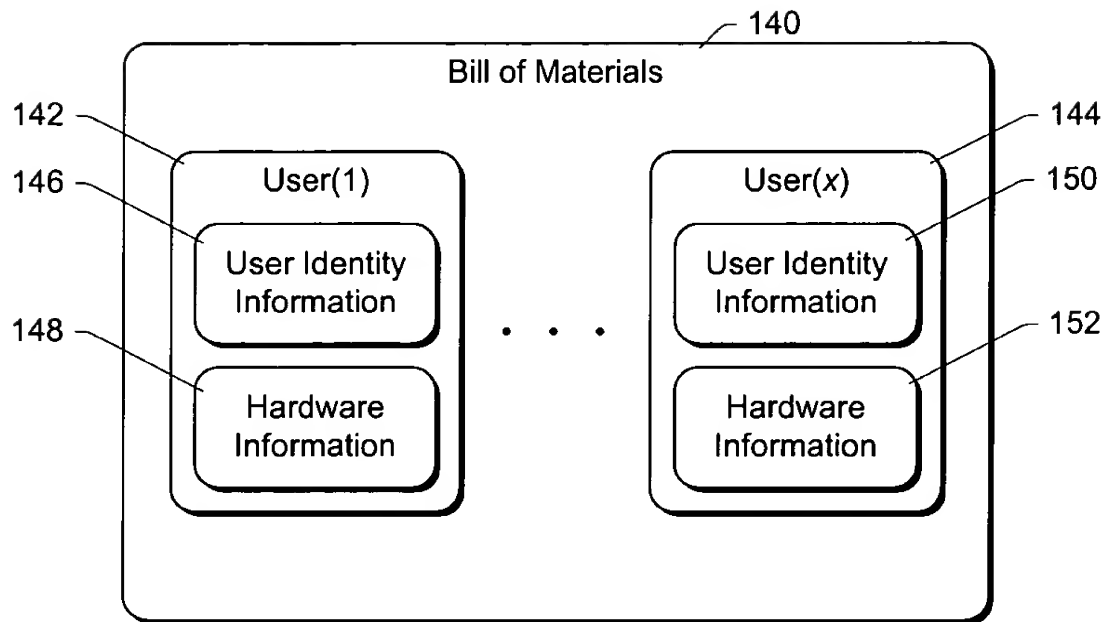 140
Bill of Materials
142
144
User(1)
User(x)
146
150
User Identity
Information
User Identity
Information
148
152
. . .
Hardware
Information
Hardware
Information